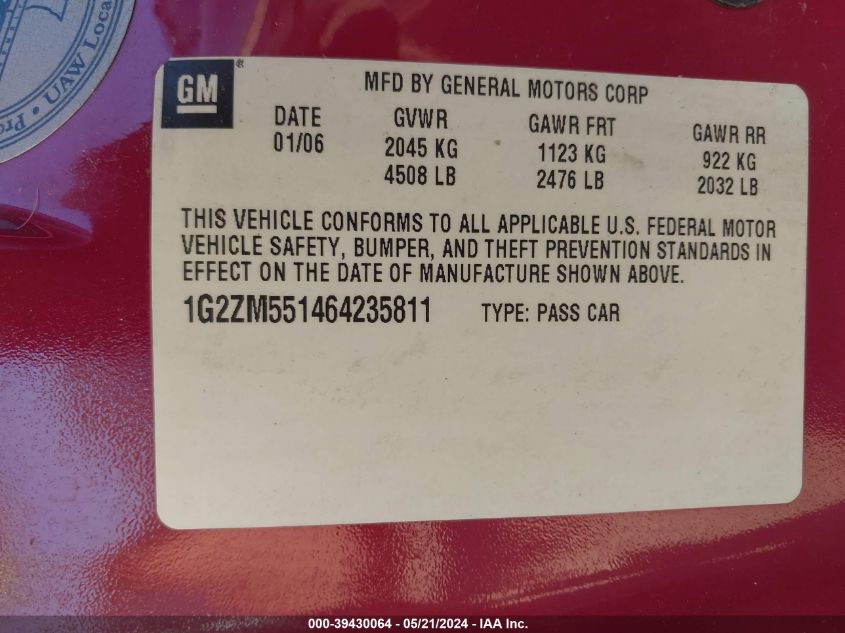 Pro
• UAW Loca
GM®
MFD BY GENERAL MOTORS CORP
DATE GVWR GAWR FRT GAWR RR
01/06 2045 KG 1123 KG 922 KG
4508 LB 2476 LB 2032 LB
THIS VEHICLE CONFORMS TO ALL APPLICABLE U.S. FEDERAL MOTOR
VEHICLE SAFETY, BUMPER, AND THEFT PREVENTION STANDARDS IN
EFFECT ON THE DATE OF MANUFACTURE SHOWN ABOVE.
1G2ZM551464235811 TYPE: PASS CAR
000-39430064 - 05/21/2024 - IAA Inc.